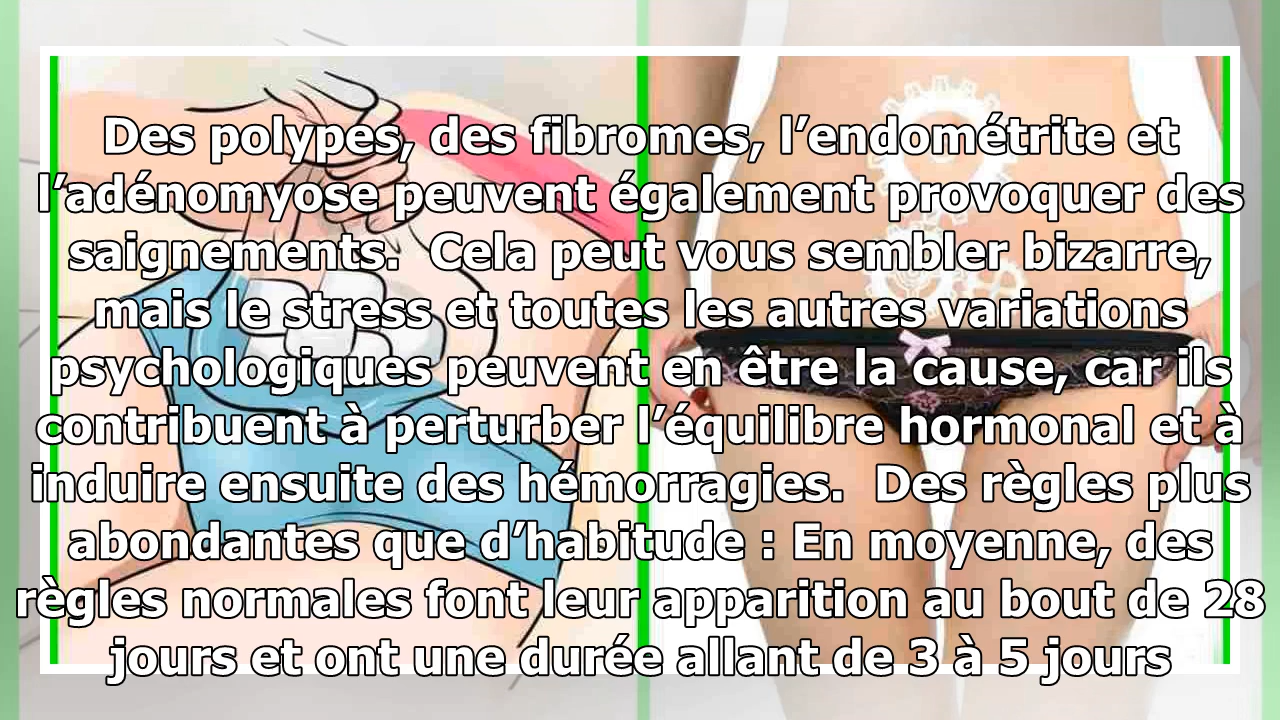 Des polypes, des fibromes, l’endométrite et
l’adénomyose peuvent également provoquer des
saignements.  Cela peut vous sembler bizarre,
mais le stress et toutes les autres variations
psychologiques peuvent en être la cause, car ils
contribuent à perturber l’équilibre hormonal et à
induire ensuite des hémorragies.  Des règles plus
abondantes que d’habitude : En moyenne, des
règles normales font leur apparition au bout de 28
jours et ont une durée allant de 3 à 5 jours